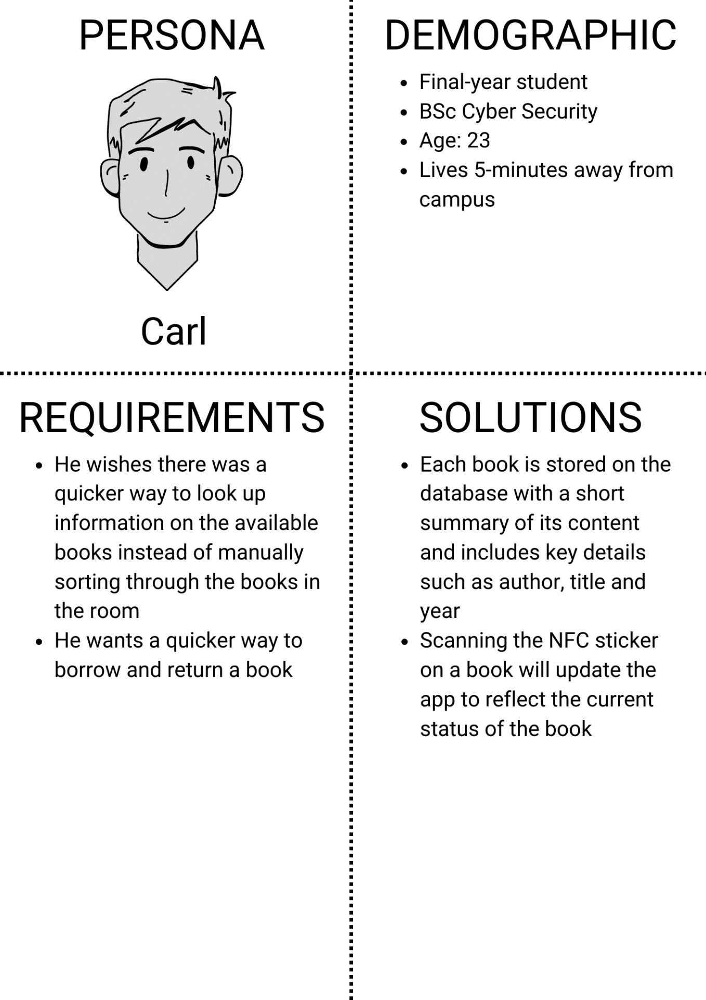 PERSONA
Carl
DEMOGRAPHIC
• Final-year student
• BSc Cyber Security
• Age: 23
• Lives 5-minutes away from
campus
REQUIREMENTS
• He wishes there was a
quicker way to look up
information on the available
books instead of manually
sorting through the books in
the room
• He wants a quicker way to
borrow and return a book
SOLUTIONS
• Each book is stored on the
database with a short
summary of its content
and includes key details
such as author, title and
year
• Scanning the NFC sticker
on a book will update the
app to reflect the current
status of the book